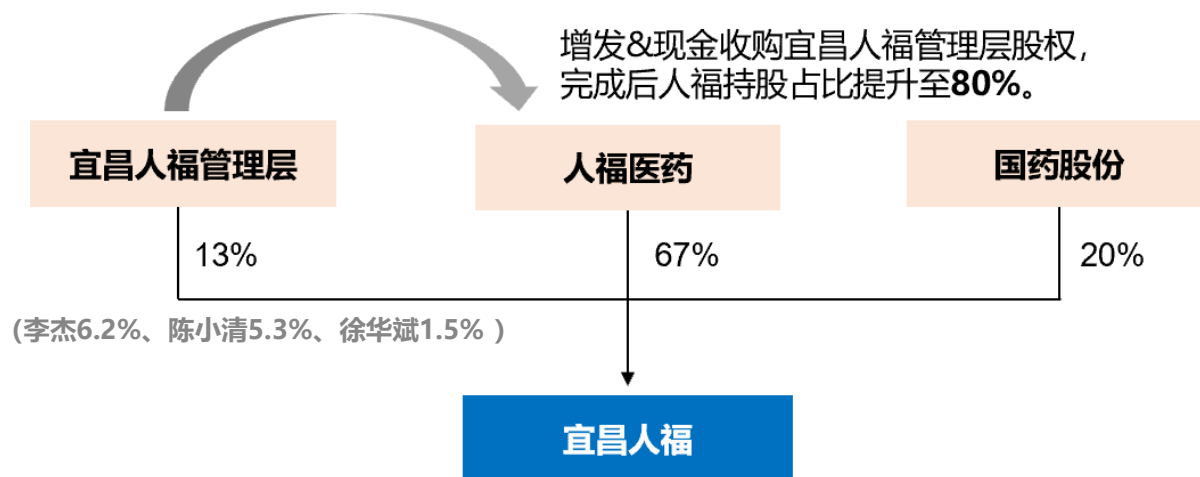 增发&现金收购宜昌人福管理层股权，
完成后人福持股占比提升至80%。
宜昌人福管理层
人福医药
国药股份
13%
67%
20%
(李杰6.2%、陈小清5.3%、徐华斌1.5% ）
宜昌人福